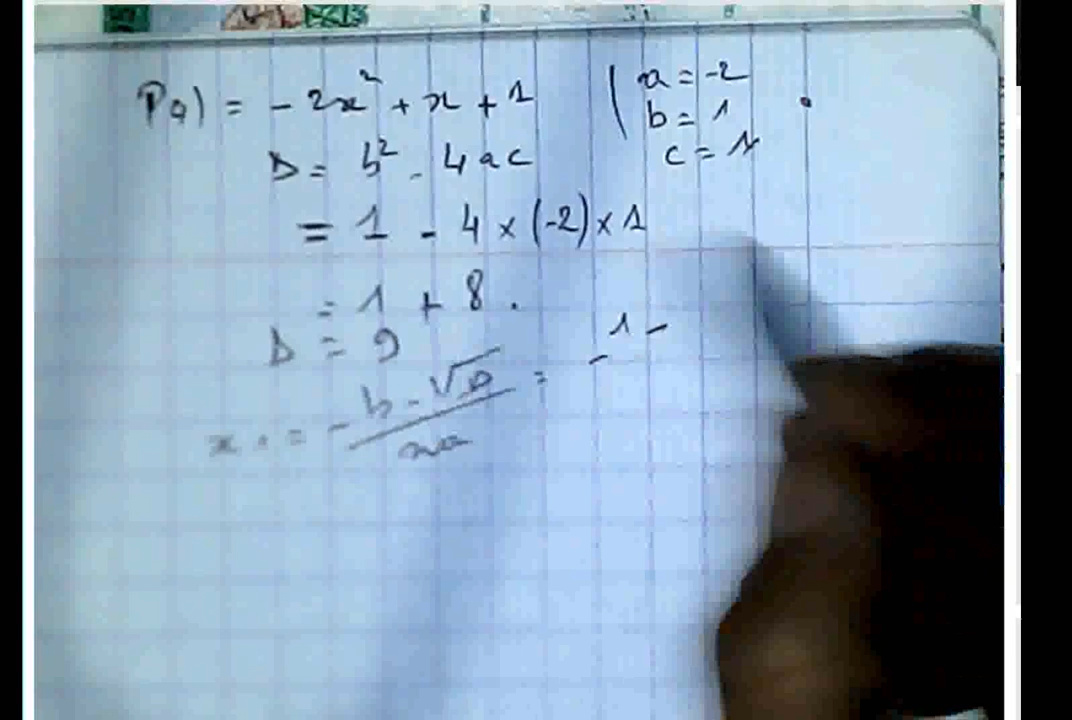 P(x) = - 2x² + x + 1 ( a = -2
b = 1
Δ = b² - 4ac c = 1
= 1 - 4 × (-2) × 1
= 1 + 8 .
Δ = 9
x₁ = (-b - √Δ)/2a = -1 -